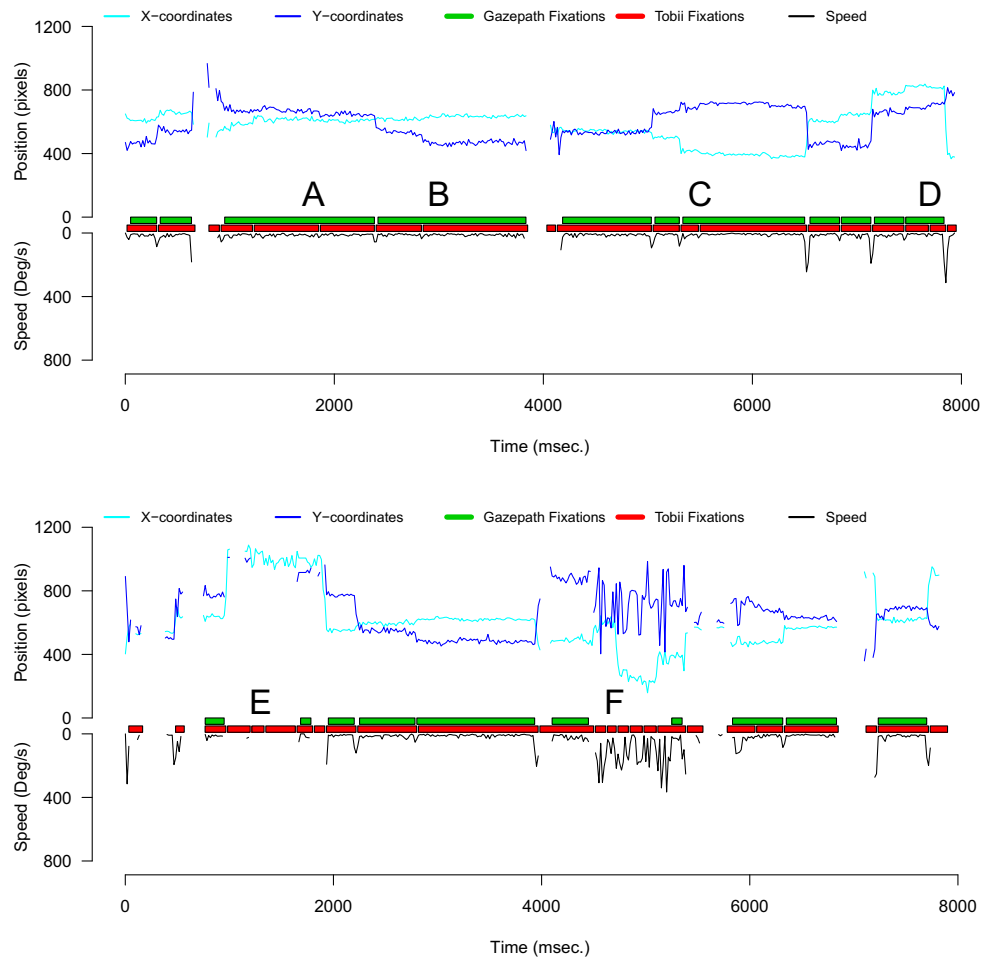 X−coordinates Y−coordinates Gazepath Fixations Tobii Fixations Speed
1200
800
400
0
Position (pixels)
A B C D
0
400
800
Speed (Deg/s)
0 2000 4000 6000 8000
Time (msec.)
X−coordinates Y−coordinates Gazepath Fixations Tobii Fixations Speed
1200
800
400
0
Position (pixels)
E F
0
400
800
Speed (Deg/s)
0 2000 4000 6000 8000
Time (msec.)